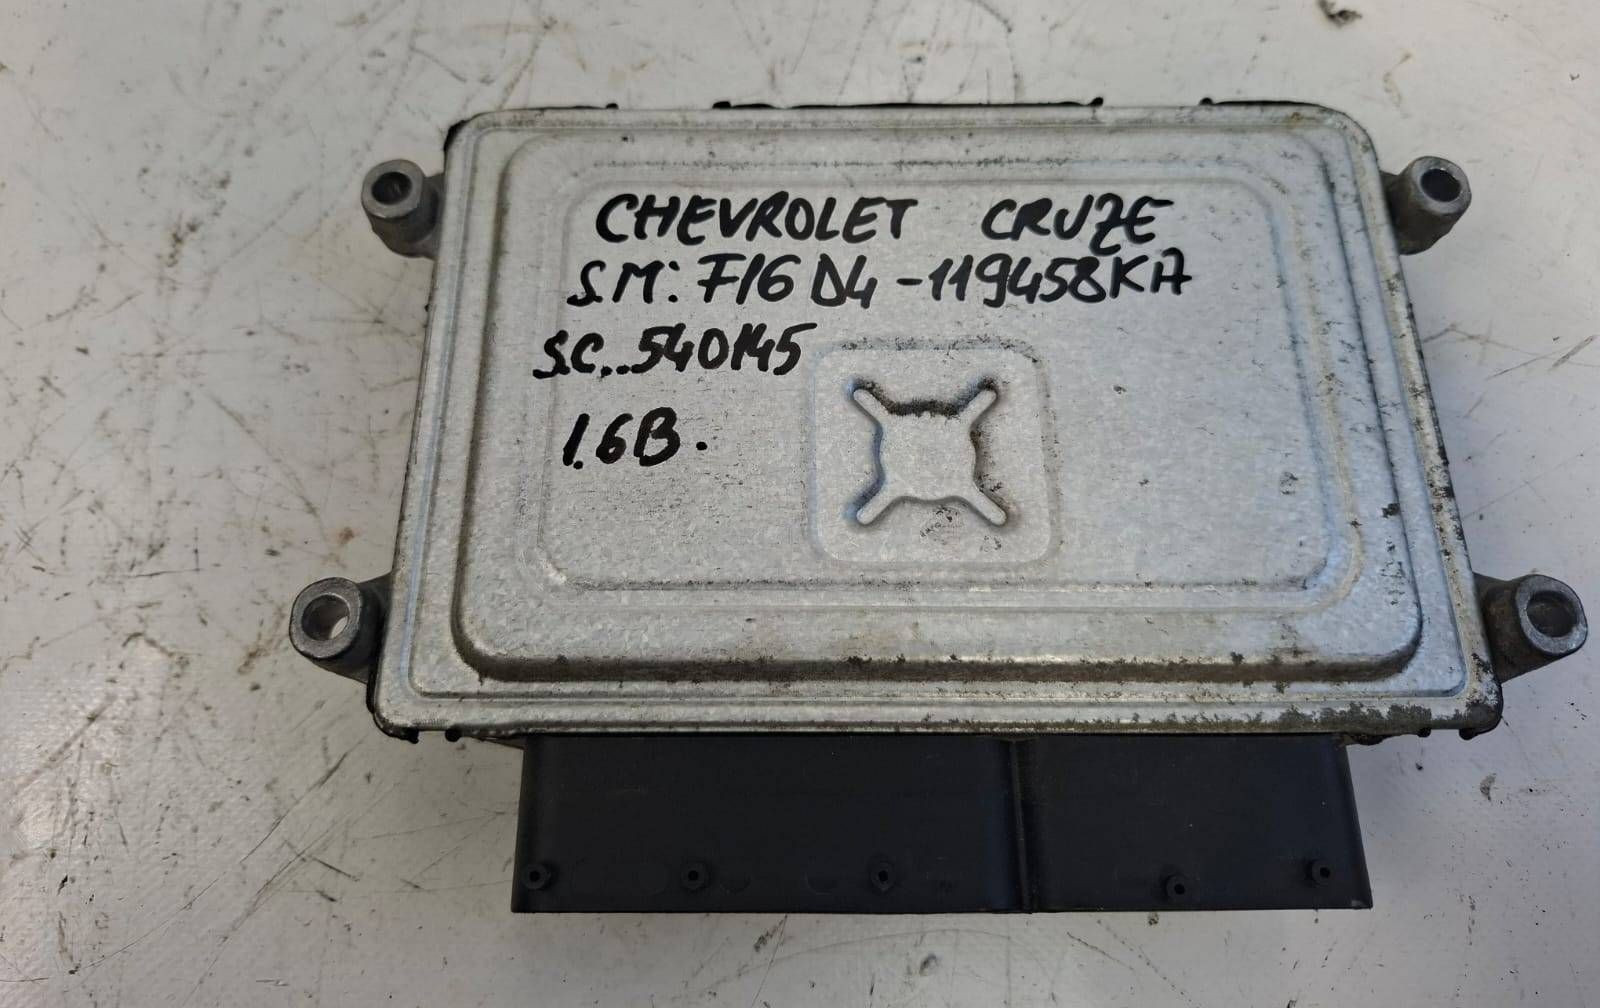 CHEVROLET CRUZE
S.M: F16D4-119458KA
S.C...540145
1.6B.